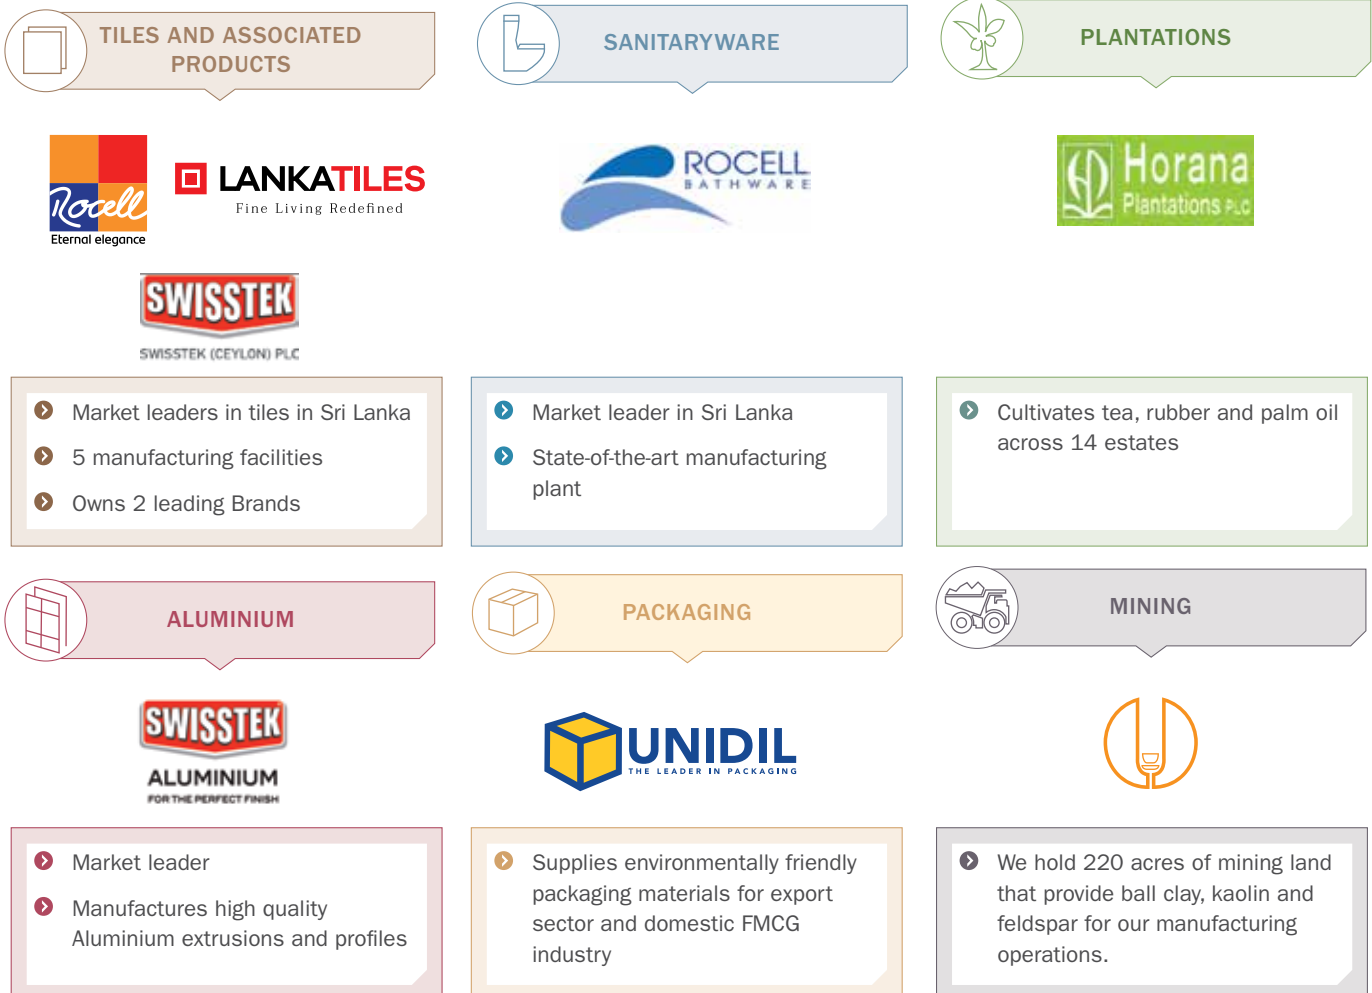 TILES AND ASSOCIATED
PRODUCTS
Rocell
Eternal elegance
LANKATILES
Fine Living Redefined
SWISSTEK
SWISSTEK (CEYLON) PLC
Market leaders in tiles in Sri Lanka
5 manufacturing facilities
Owns 2 leading Brands
SANITARYWARE
ROCELL
BATHWARE
Market leader in Sri Lanka
State-of-the-art manufacturing
plant
PLANTATIONS
Horana
Plantations PLC
Cultivates tea, rubber and palm oil
across 14 estates
ALUMINIUM
SWISSTEK
ALUMINIUM
FOR THE PERFECT FINISH
Market leader
Manufactures high quality
Aluminium extrusions and profiles
PACKAGING
UNIDIL
THE LEADER IN PACKAGING
Supplies environmentally friendly
packaging materials for export
sector and domestic FMCG
industry
MINING
We hold 220 acres of mining land
that provide ball clay, kaolin and
feldspar for our manufacturing
operations.